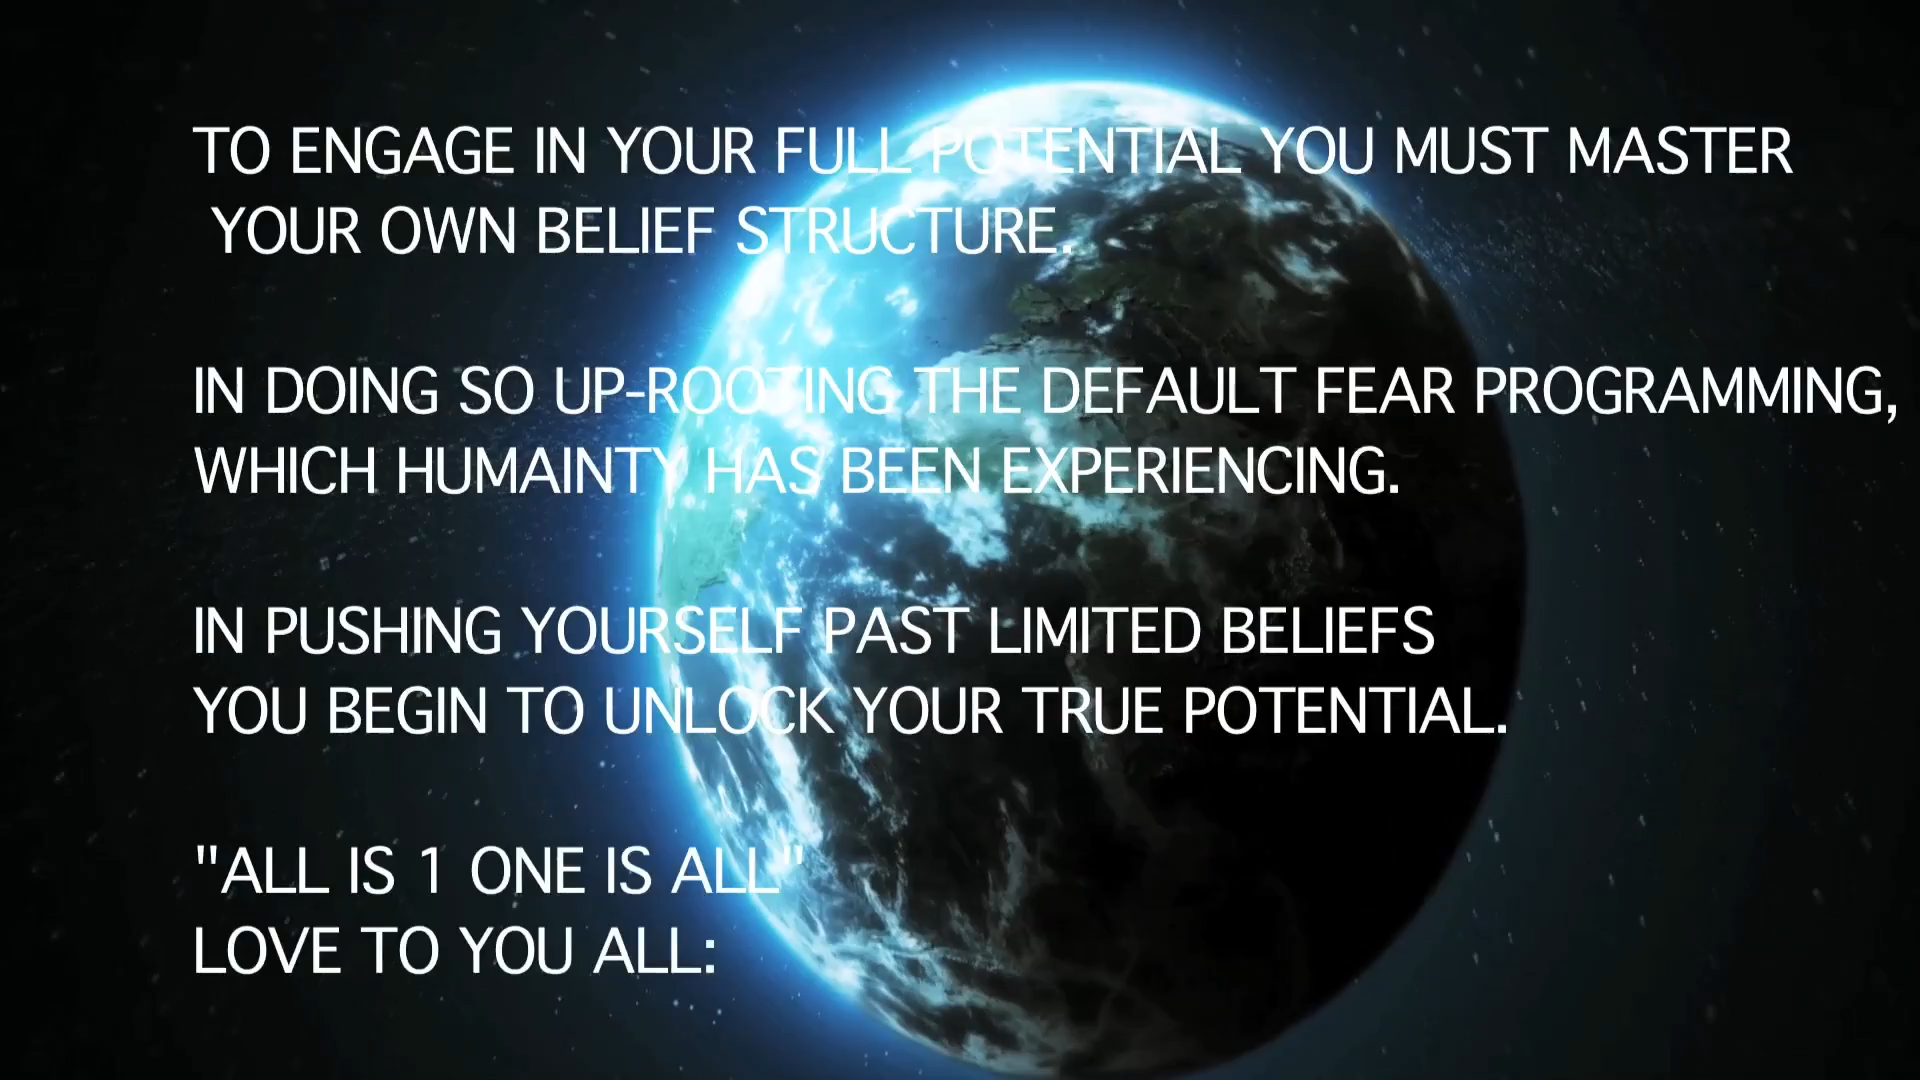 TO ENGAGE IN YOUR FULL POTENTIAL YOU MUST MASTER
YOUR OWN BELIEF STRUCTURE.
IN DOING SO UP-ROOTING THE DEFAULT FEAR PROGRAMMING,
WHICH HUMAINTY HAS BEEN EXPERIENCING.
IN PUSHING YOURSELF PAST LIMITED BELIEFS
YOU BEGIN TO UNLOCK YOUR TRUE POTENTIAL.
"ALL IS 1 ONE IS ALL"
LOVE TO YOU ALL: